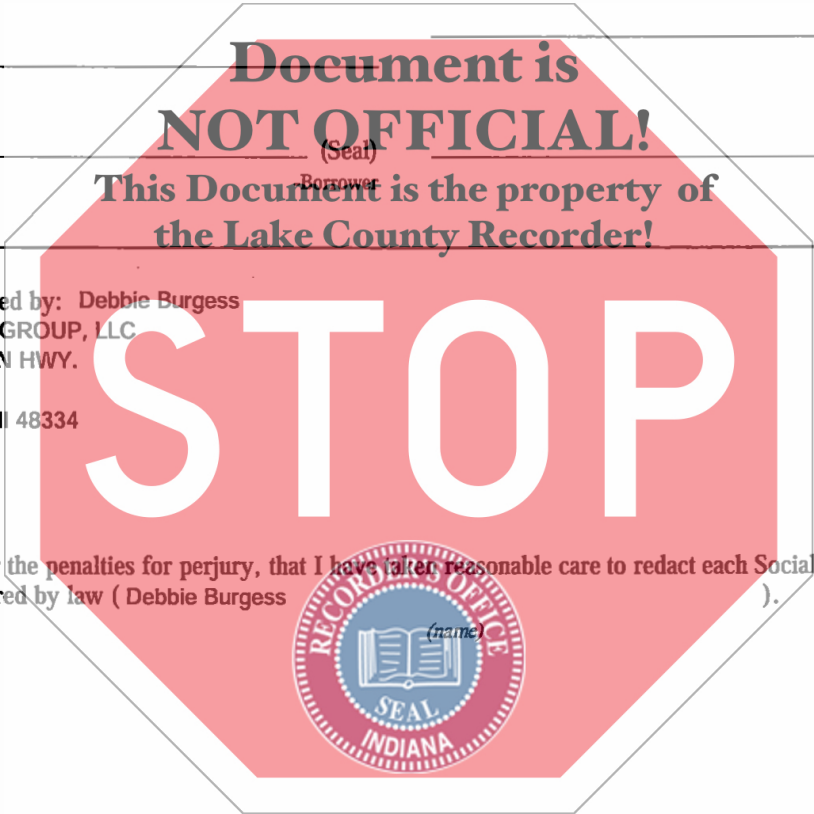 Document is
NOT OFFICIAL!
(Seal)
-Borrower
This Document is the property of
the Lake County Recorder!
ed by: Debbie Burgess
GROUP, LLC
N HWY.
48334
STOP
the penalties for perjury, that I have taken reasonable care to redact each Social
red by law ( Debbie Burgess ).
(name)
RECORDER'S OFFICE
SEAL
INDIANA